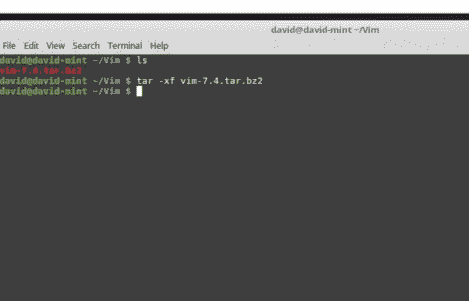 david@david-mint ~/Vim
File Edit View Search Terminal Help
david@david-mint ~/Vim $ ls
vim-7.4.tar.bz2
david@david-mint ~/Vim $ tar -xf vim-7.4.tar.bz2
david@david-mint ~/Vim $